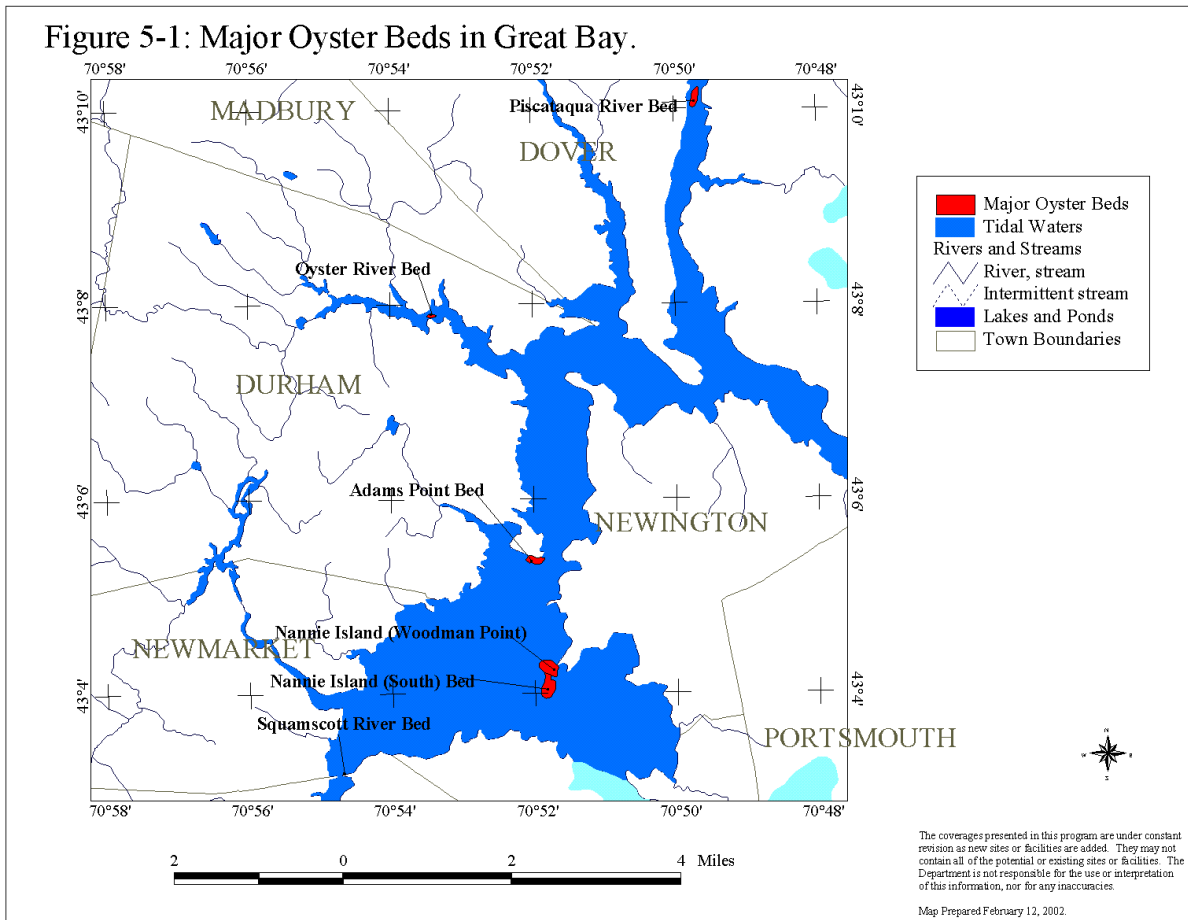 Figure 5-1: Major Oyster Beds in Great Bay.
70°58' 70°56' 70°54' 70°52' 70°50' 70°48'
43°10' 43°10'
Piscataqua River Bed
MADBURY
DOVER
Major Oyster Beds
Tidal Waters
Rivers and Streams
River, stream
Intermittent stream
Lakes and Ponds
Town Boundaries
Oyster River Bed
43°8' 43°8'
DURHAM
Adams Point Bed
43°6' 43°6'
NEWINGTON
Nannie Island (Woodman Point)
NEWMARKET
Nannie Island (South) Bed
43°4' 43°4'
Squamscott River Bed
PORTSMOUTH
N
W E
S
70°58' 70°56' 70°54' 70°52' 70°50' 70°48'
2 0 2 4 Miles
The coverages presented in this program are under constant
revision as new sites or facilities are added. They may not
contain all of the potential or existing sites or facilities. The
Department is not responsible for the use or interpretation
of this information, nor for any inaccuracies.
Map Prepared February 12, 2002.